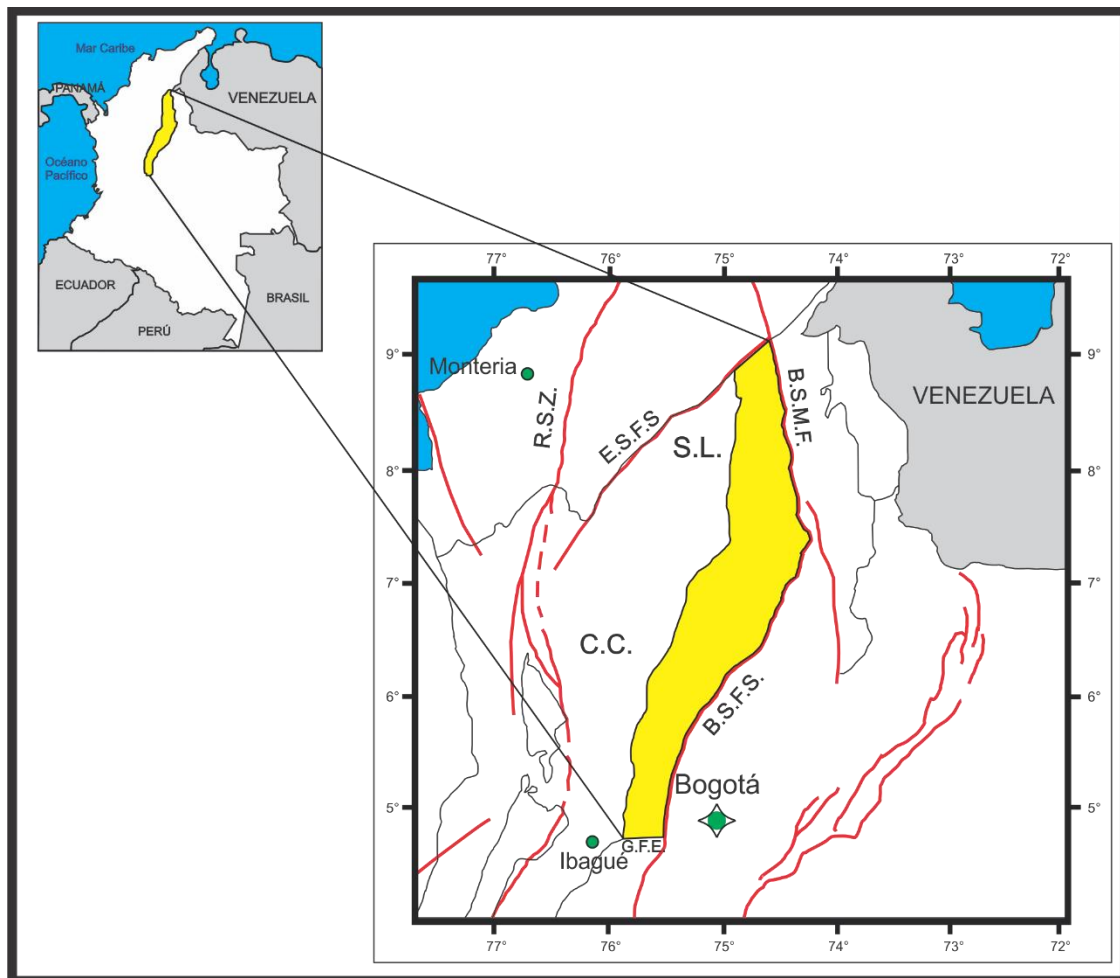 Mar Caribe
PANAMÁ
VENEZUELA
Océano
Pacífico
ECUADOR
BRASIL
PERÚ
77° 76° 75° 74° 73° 72°
9°
Monteria
R.S.Z.
E.S.F.S
S.L.
B.S.M.F.
VENEZUELA
9°
8°
8°
7°
7°
C.C.
6°
6°
B.S.F.S.
Bogotá
5°
5°
Ibagué
G.F.E.
77° 76° 75° 74° 73° 72°